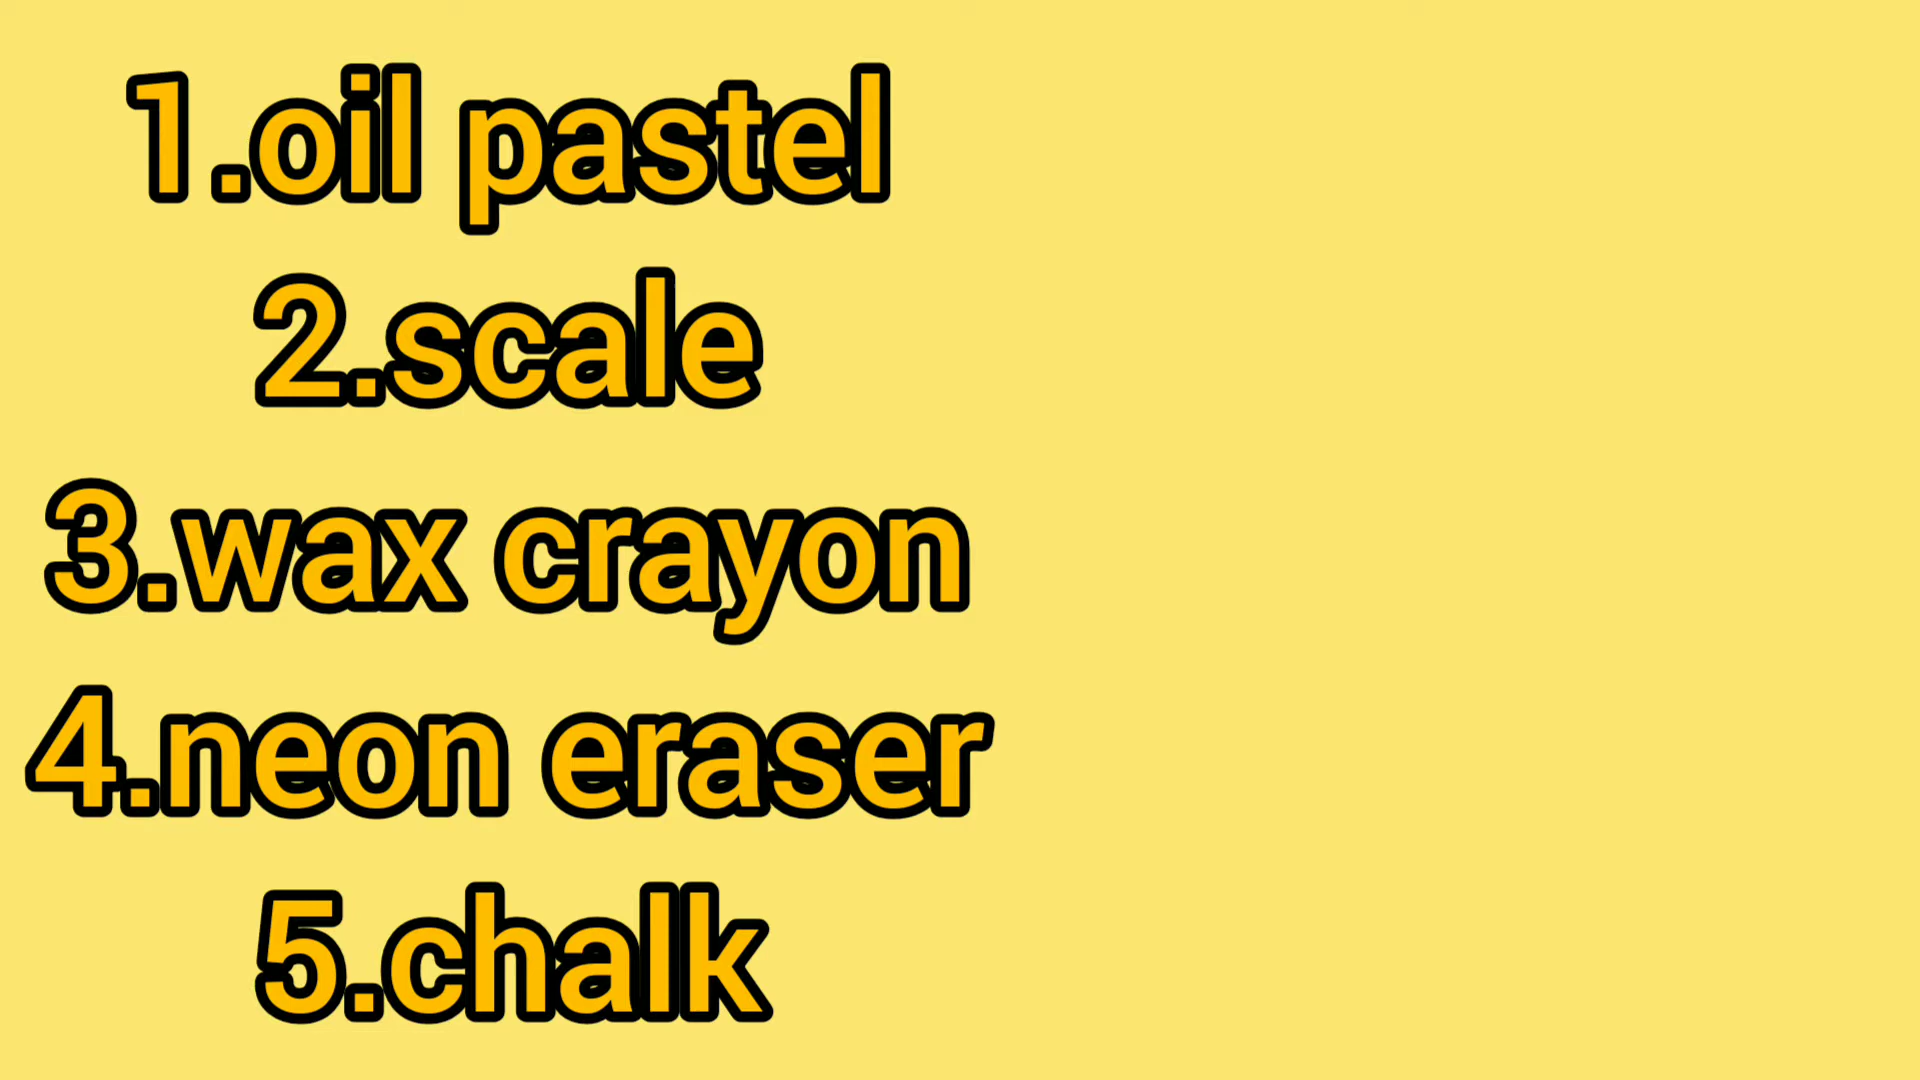 1.oil pastel
2.scale
3.wax crayon
4.neon eraser
5.chalk